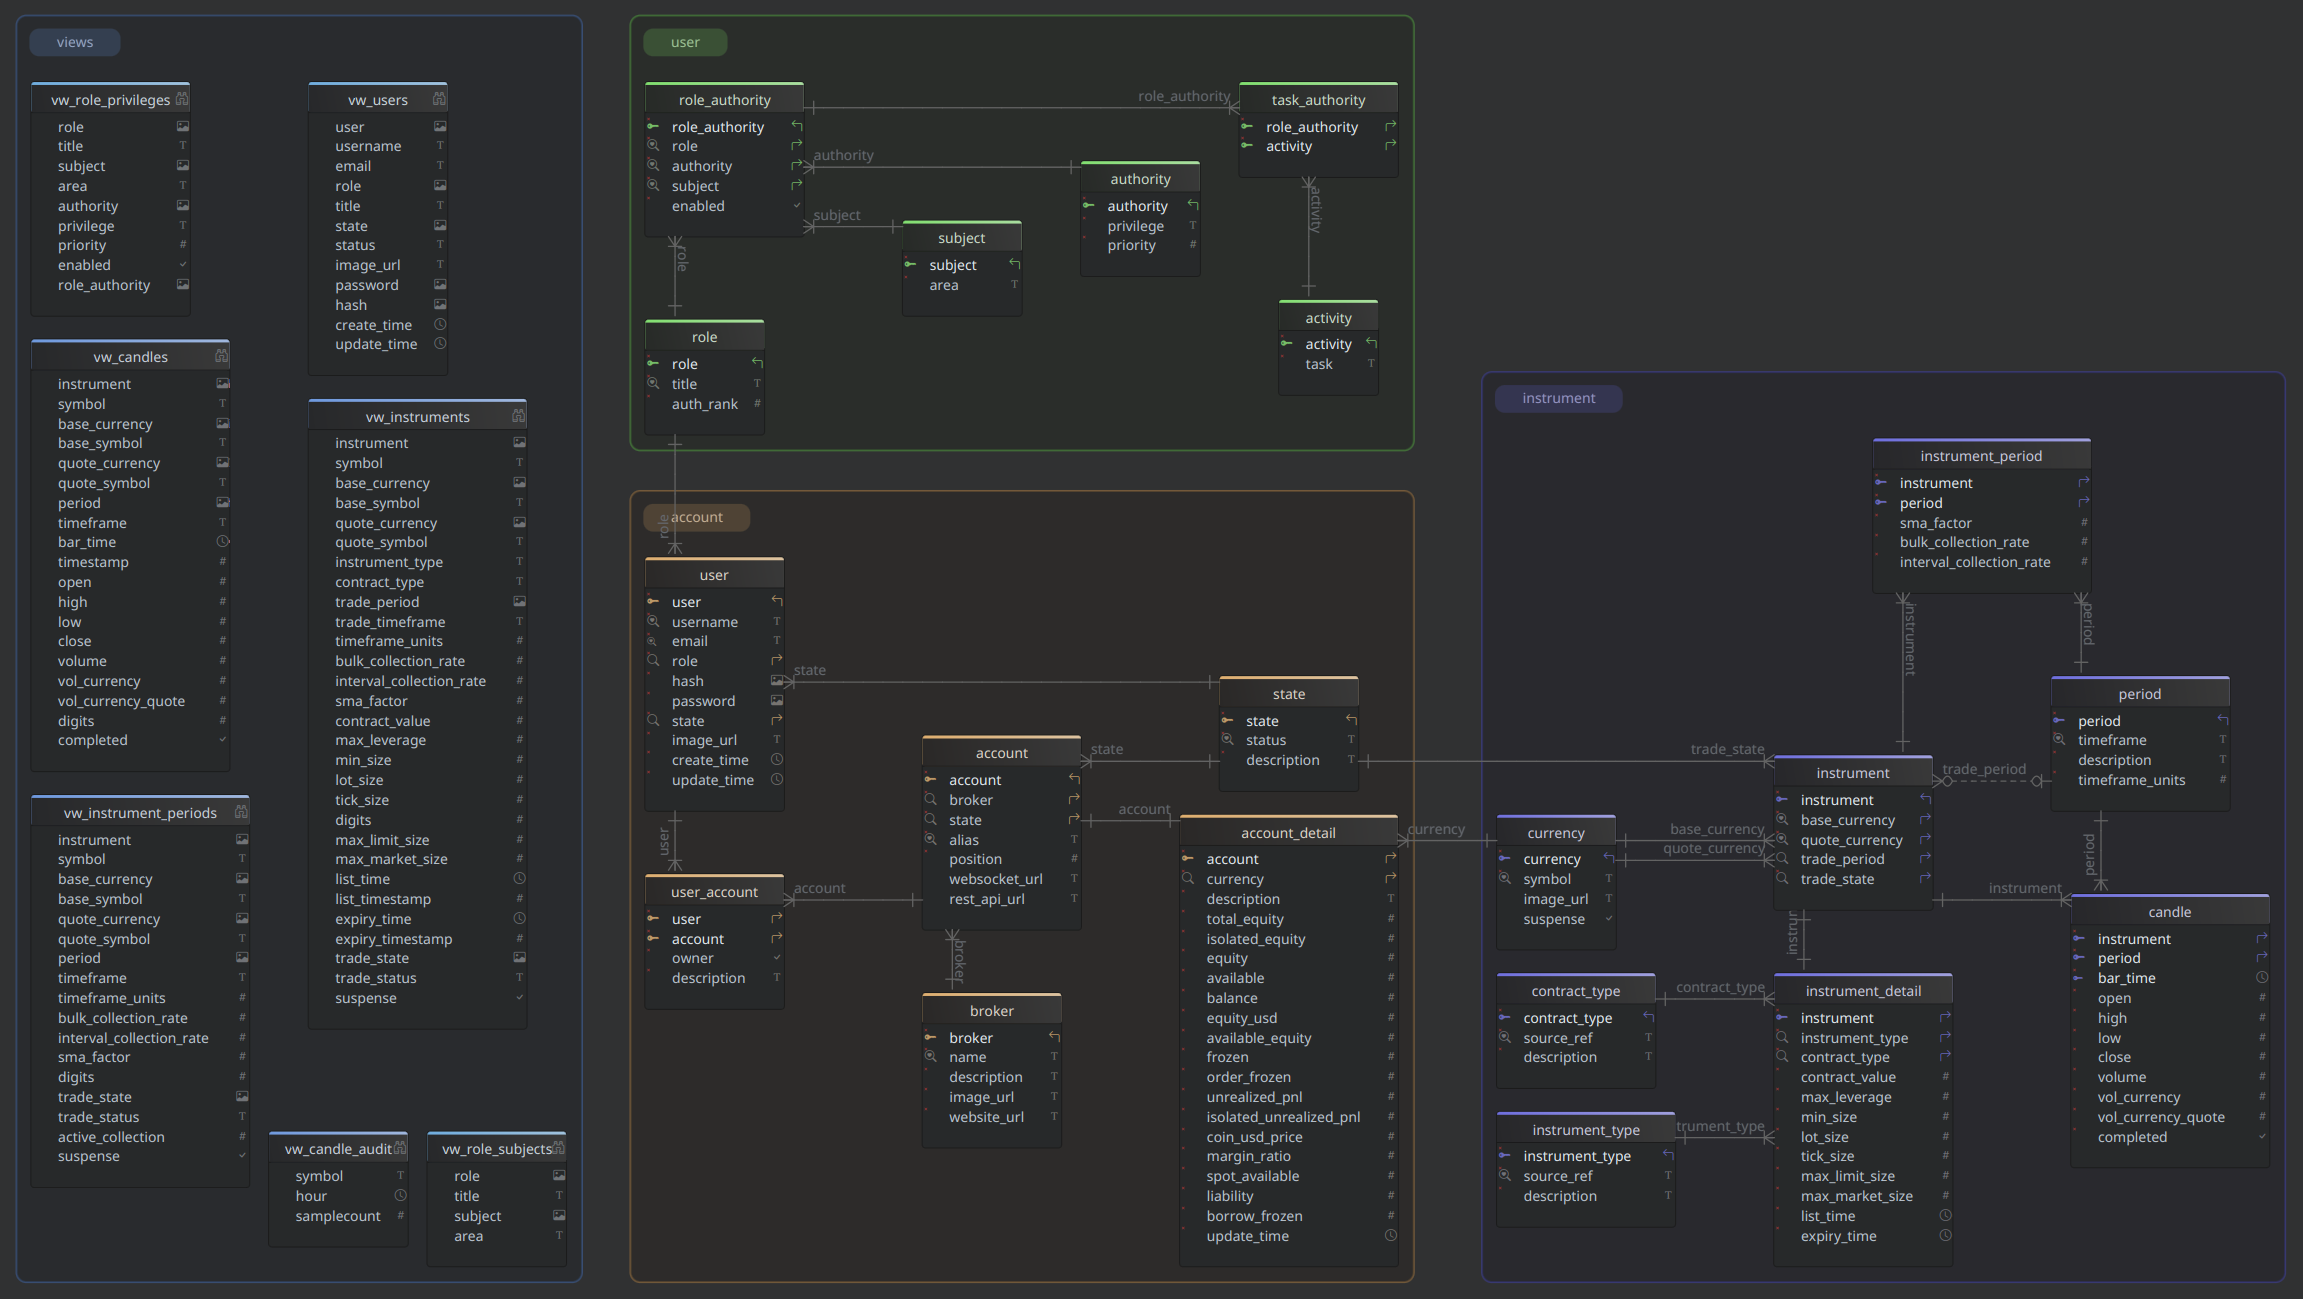 views
vw_role_privileges
role
title
subject
area
authority
privilege
priority
enabled
role_authority
vw_users
user
username
email
role
title
state
status
image_url
password
hash
create_time
update_time
vw_candles
instrument
symbol
base_currency
base_symbol
quote_currency
quote_symbol
period
timeframe
bar_time
timestamp
open
high
low
close
volume
vol_currency
vol_currency_quote
digits
completed
vw_instruments
instrument
symbol
base_currency
base_symbol
quote_currency
quote_symbol
instrument_type
contract_type
trade_period
trade_timeframe
timeframe_units
bulk_collection_rate
interval_collection_rate
sma_factor
contract_value
max_leverage
min_size
lot_size
tick_size
digits
max_limit_size
max_market_size
list_time
list_timestamp
expiry_time
expiry_timestamp
trade_state
trade_status
suspense
vw_instrument_periods
instrument
symbol
base_currency
base_symbol
quote_currency
quote_symbol
period
timeframe
timeframe_units
bulk_collection_rate
interval_collection_rate
sma_factor
digits
trade_state
trade_status
active_collection
suspense
vw_candle_audit
symbol
hour
samplecount
vw_role_subjects
role
title
subject
area
user
role_authority
role_authority
role
authority
subject
enabled
role_authority
authority
subject
role
task_authority
role_authority
activity
authority
authority
privilege
priority
activity
subject
subject
area
activity
activity
task
role
role
title
auth_rank
role
account
user
user
username
email
role
hash
password
state
image_url
create_time
update_time
state
state
state
status
description
user
account
account
broker
state
alias
position
websocket_url
rest_api_url
state
account
user_account
user
account
owner
description
account
broker
broker
broker
name
description
image_url
website_url
account_detail
account
currency
description
total_equity
isolated_equity
equity
available
balance
equity_usd
available_equity
frozen
order_frozen
unrealized_pnl
isolated_unrealized_pnl
coin_usd_price
margin_ratio
spot_available
liability
borrow_frozen
update_time
currency
trade_state
instrument
instrument_period
instrument
period
sma_factor
bulk_collection_rate
interval_collection_rate
instrument
period
period
period
timeframe
description
timeframe_units
trade_period
period
instrument
instrument
base_currency
quote_currency
trade_period
trade_state
currency
currency
symbol
image_url
suspense
base_currency
quote_currency
instrument
instrum
candle
instrument
period
bar_time
open
high
low
close
volume
vol_currency
vol_currency_quote
completed
contract_type
contract_type
source_ref
description
contract_type
instrument_type
instrument_type
source_ref
description
trument_type
instrument_detail
instrument
instrument_type
contract_type
contract_value
max_leverage
min_size
lot_size
tick_size
max_limit_size
max_market_size
list_time
expiry_time